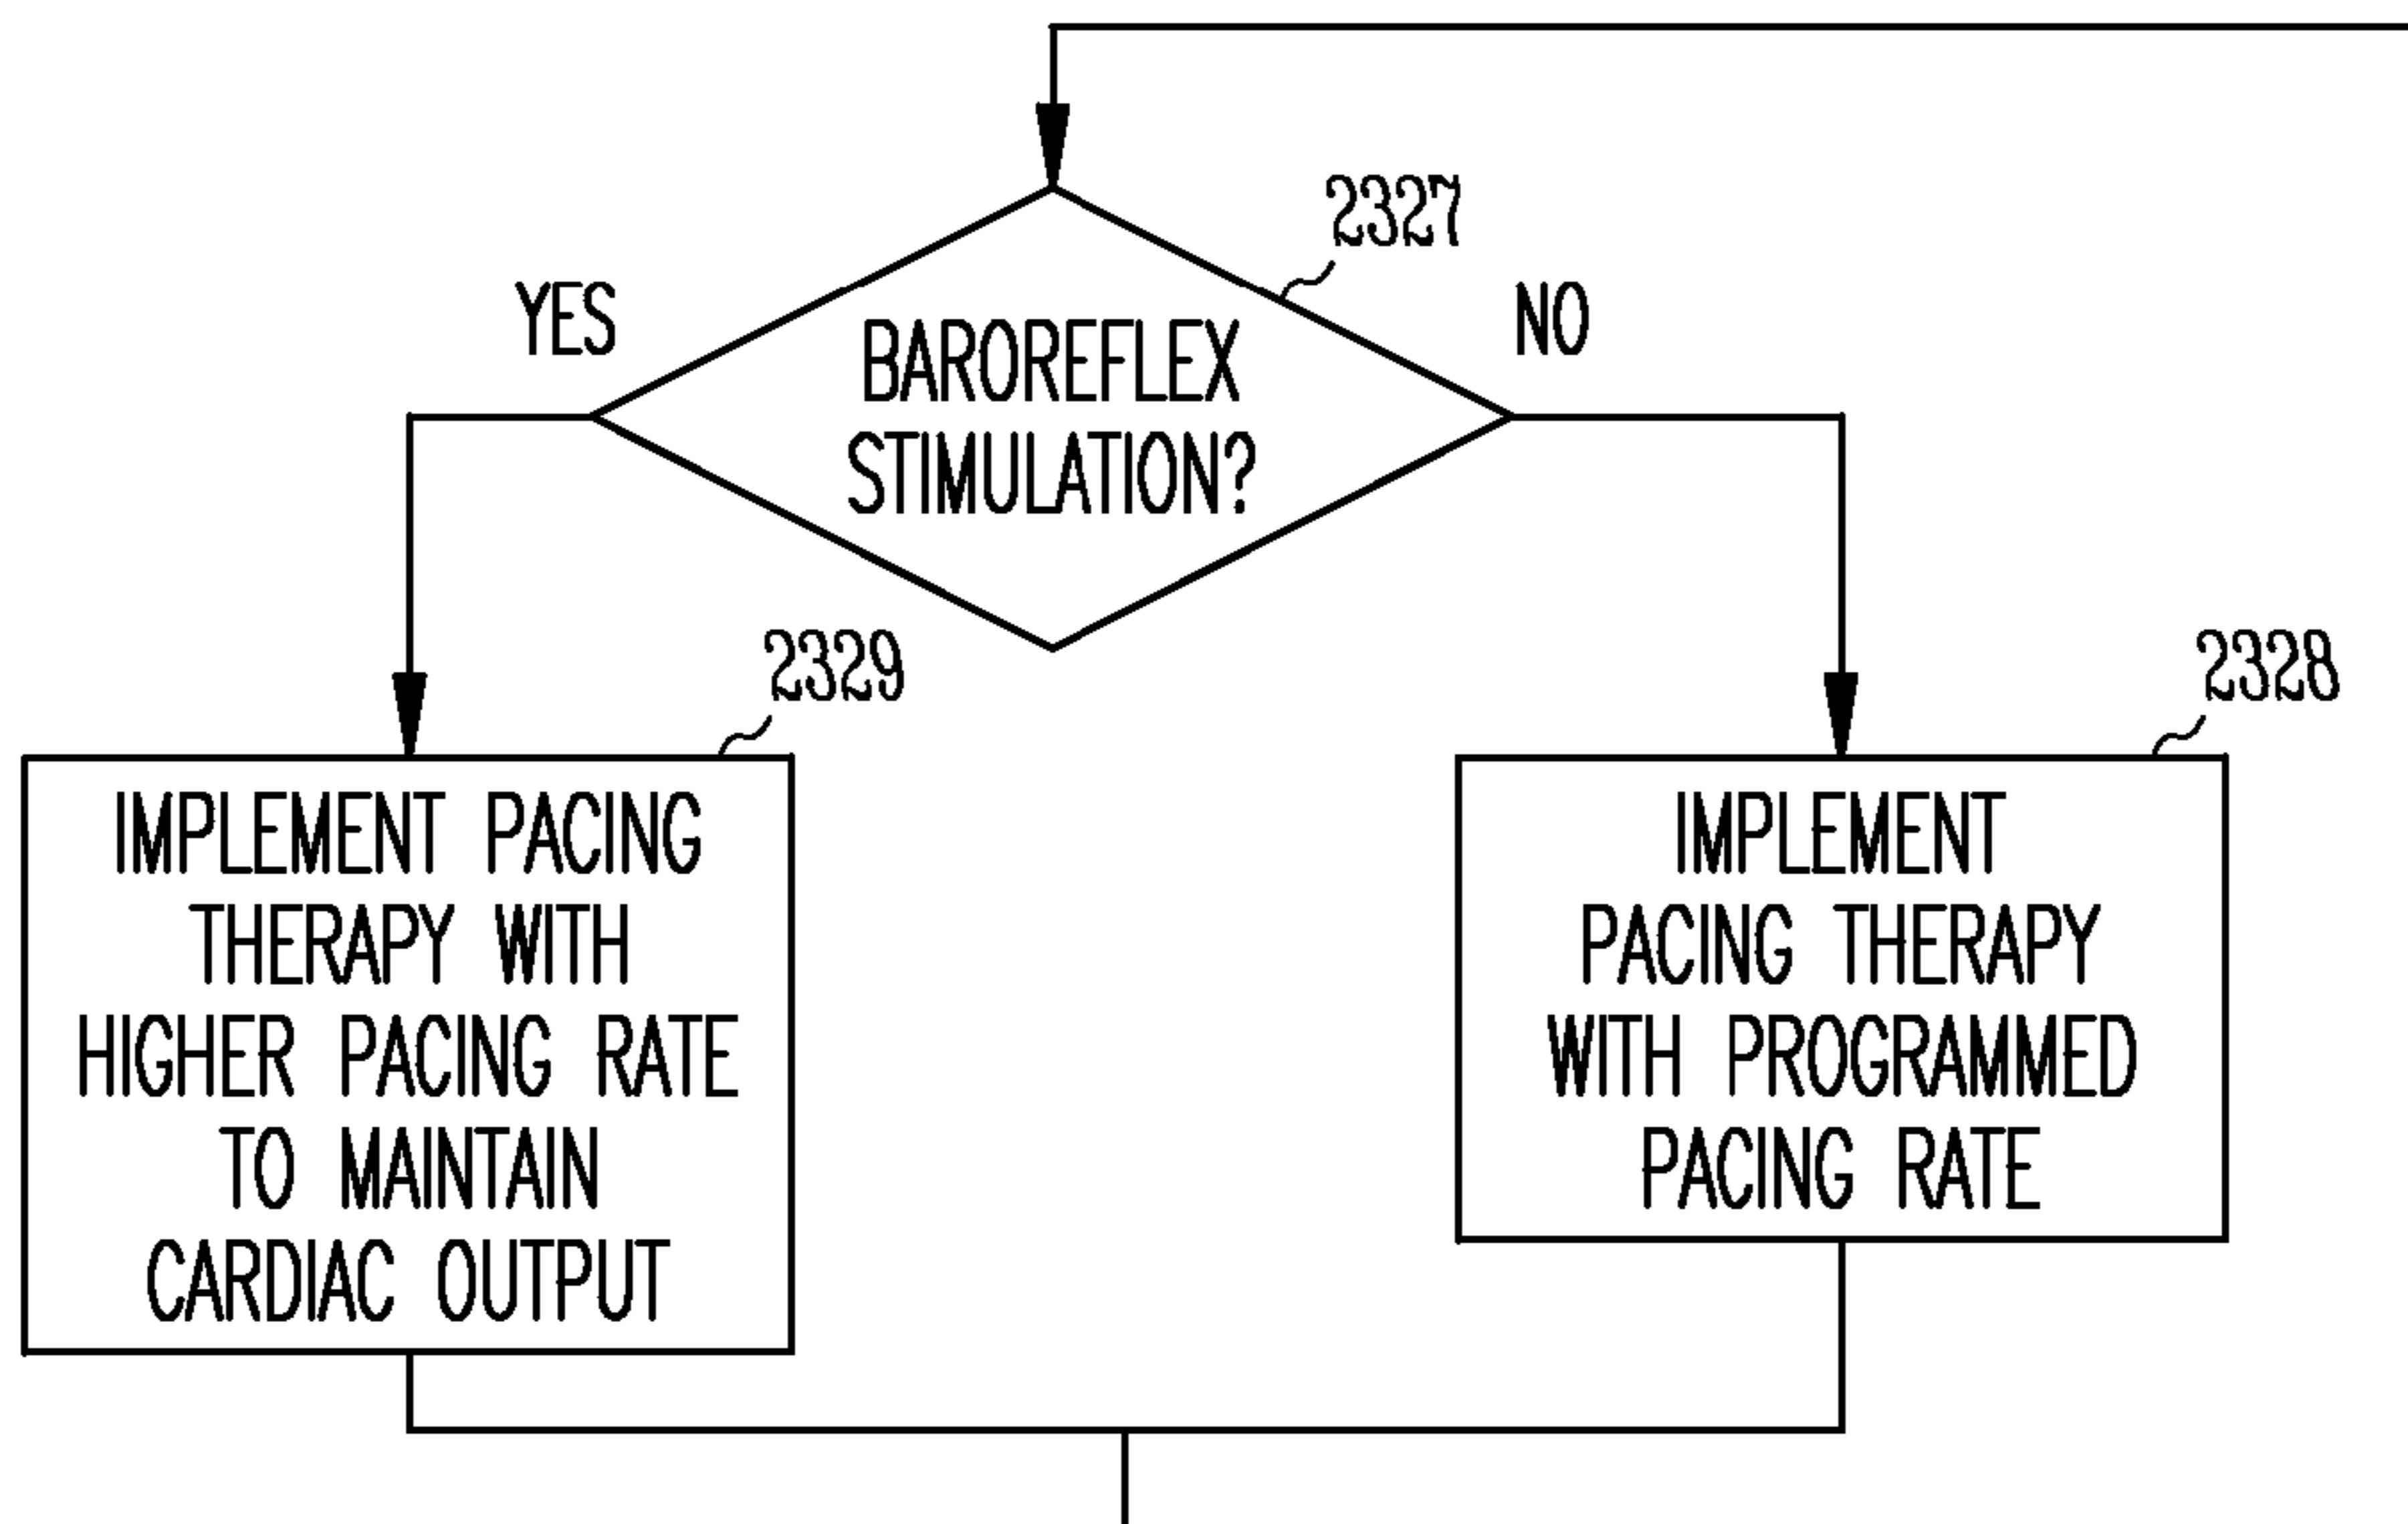 2327
YES
NO
BAROREFLEX
STIMULATION?
2329
2328
IMPLEMENT PACING
THERAPY WITH
HIGHER PACING RATE
TO MAINTAIN
CARDIAC OUTPUT
IMPLEMENT
PACING THERAPY
WITH PROGRAMMED
PACING RATE